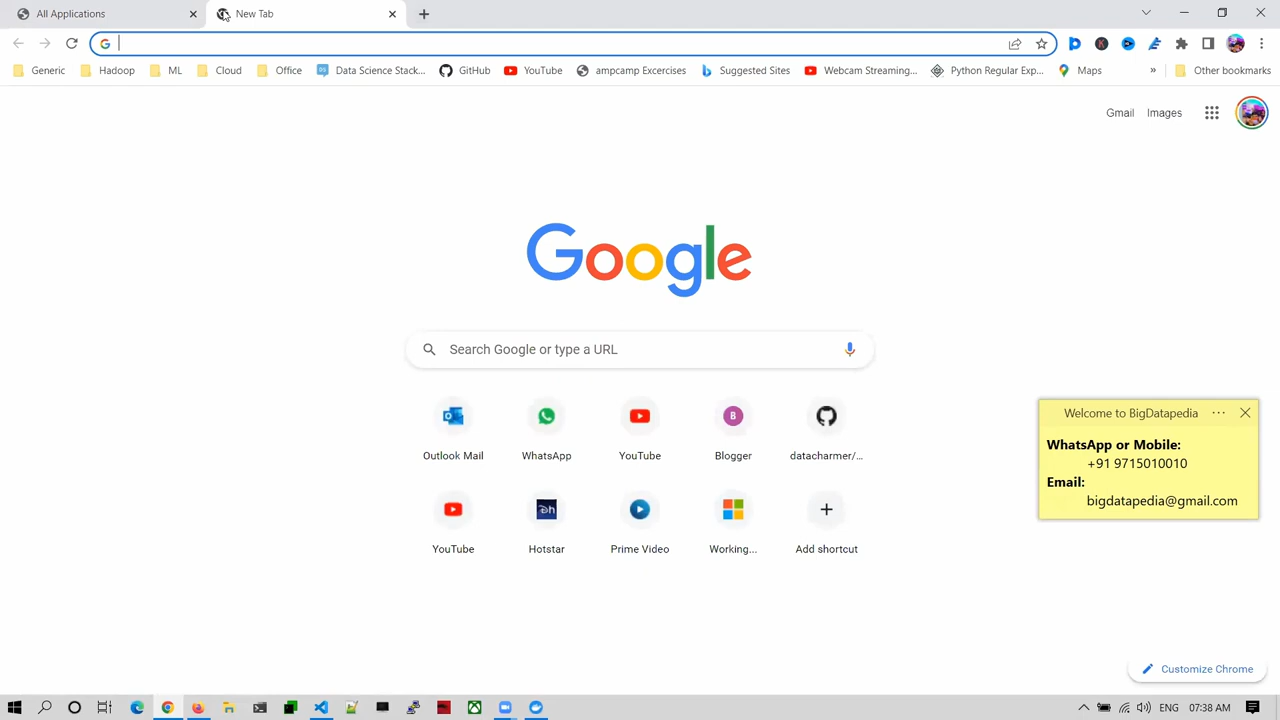 All Applications
New Tab
Generic
Hadoop
ML
Cloud
Office
Data Science Stack...
GitHub
YouTube
ampcamp Excercises
Suggested Sites
Webcam Streaming...
Python Regular Exp...
Maps
»
Other bookmarks
Gmail
Images
Google
Search Google or type a URL
Outlook Mail
WhatsApp
YouTube
B
Blogger
datacharmer/...
YouTube
Hotstar
Prime Video
Working...
Add shortcut
Welcome to BigDatapedia
WhatsApp or Mobile:
+91 9715010010
Email:
bigdatapedia@gmail.com
Customize Chrome
ENG
07:38 AM